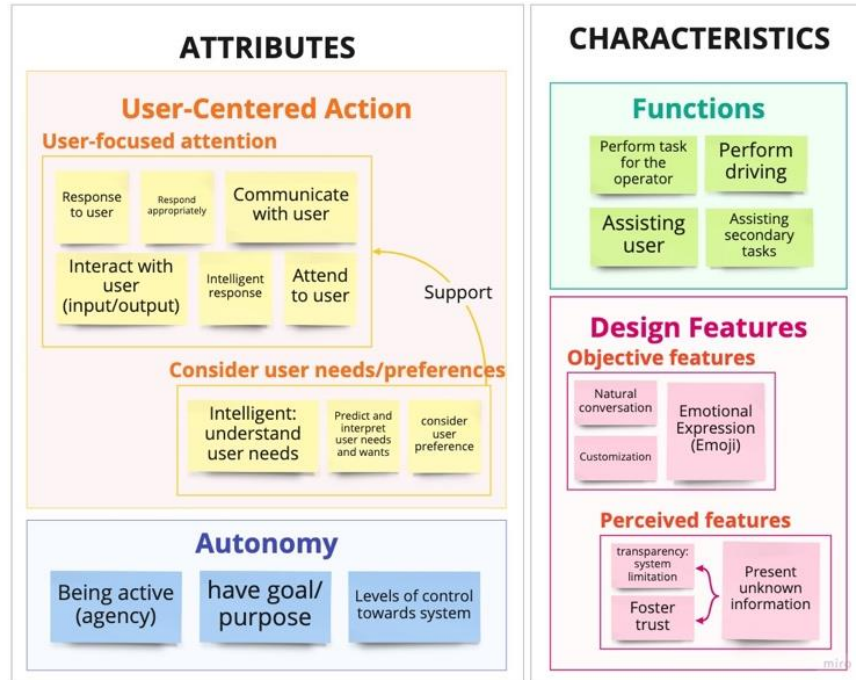 ATTRIBUTES
User-Centered Action
User-focused attention
Response
to user
Respond
appropriately
Communicate
with user
Interact with
user
(input/output)
Intelligent
response
Attend
to user
Support
Consider user needs/preferences
Intelligent:
understand
user needs
Predict and
interpret
user needs
and wants
consider
user
preference
Autonomy
Being active
(agency)
have goal/
purpose
Levels of control
towards system
CHARACTERISTICS
Functions
Perform task
for the
operator
Perform
driving
Assisting
user
Assisting
secondary
tasks
Design Features
Objective features
Natural
conversation
Customization
Emotional
Expression
(Emoji)
Perceived features
transparency:
system
limitation
Foster
trust
Present
unknown
information
miro